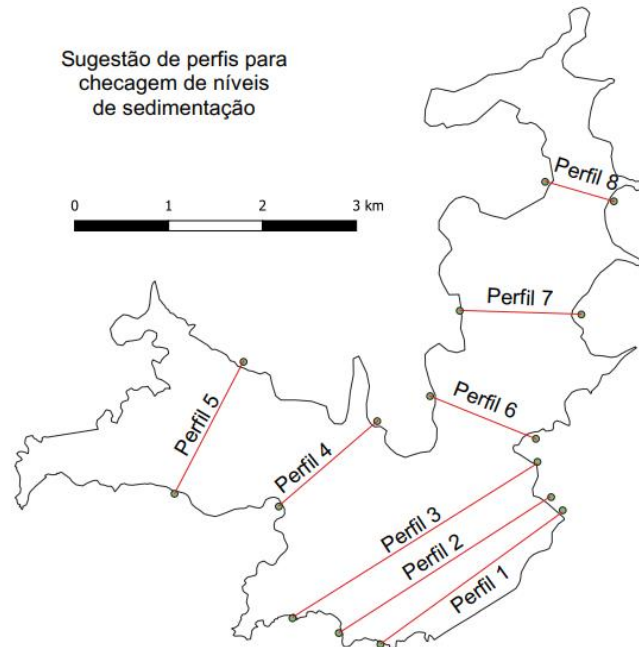 Sugestão de perfis para
checagem de níveis
de sedimentação
0 1 2 3 km
Perfil 8
Perfil 7
Perfil 6
Perfil 5
Perfil 4
Perfil 3
Perfil 2
Perfil 1